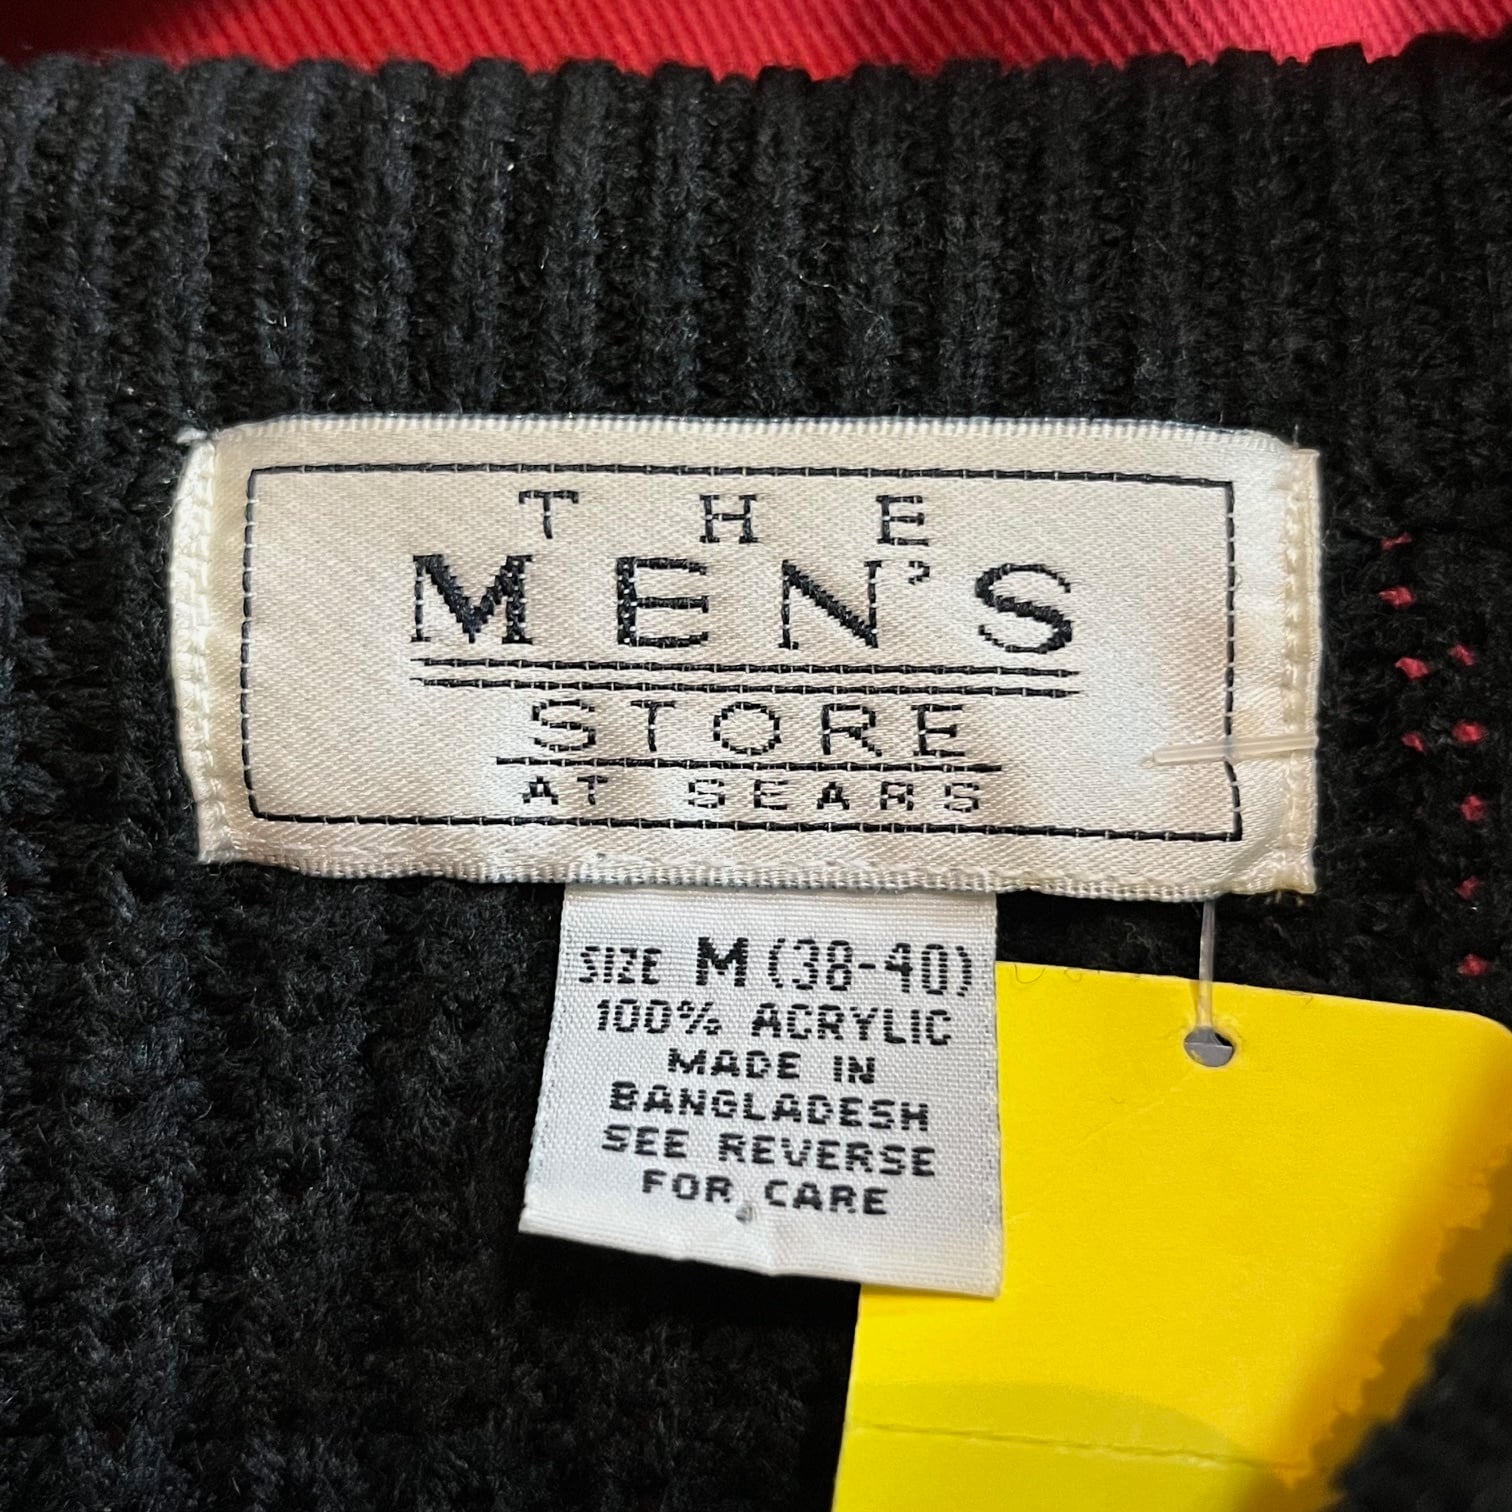 THE
MEN'S
STORE
AT SEARS
SIZE M (38-40)
100% ACRYLIC
MADE IN
BANGLADESH
SEE REVERSE
FOR CARE